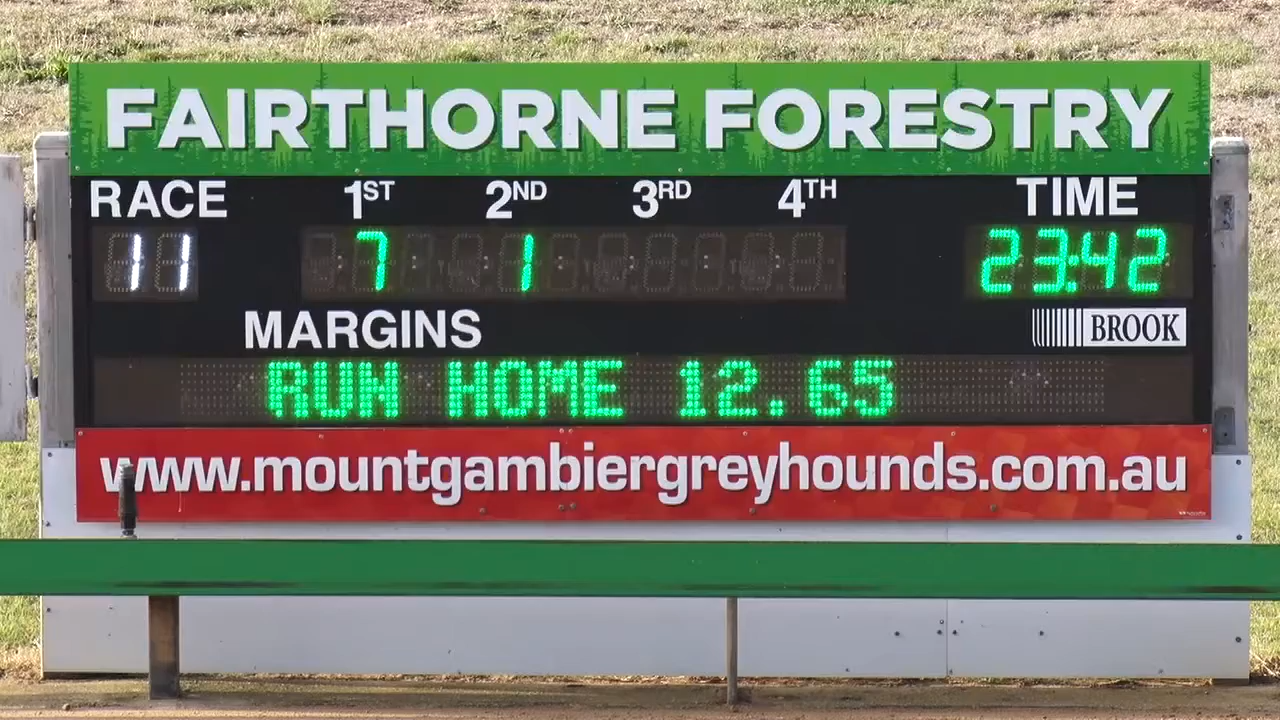 FAIRTHORNE FORESTRY
RACE 1ST 2ND 3RD 4TH TIME
11 7 1 23:42
MARGINS BROOK
RUN HOME 12.65
www.mountgambiergreyhounds.com.au